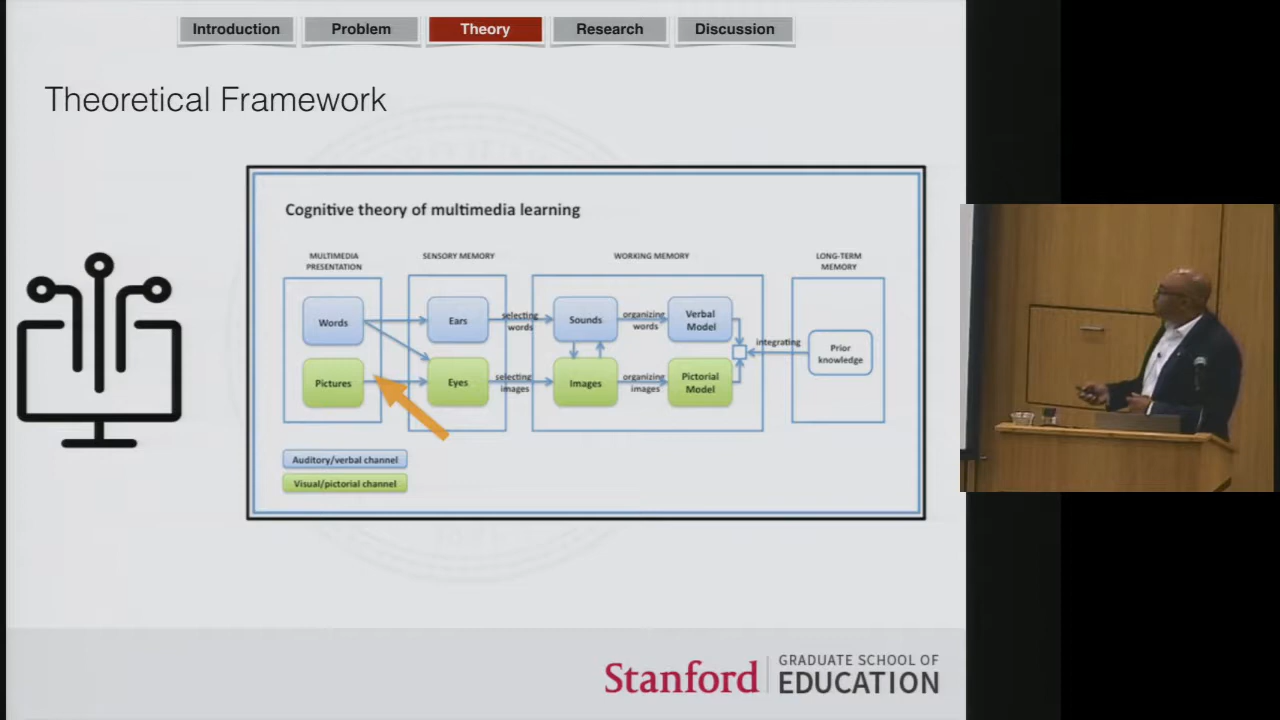 Introduction
Problem
Theory
Research
Discussion
Theoretical Framework
Cognitive theory of multimedia learning
MULTIMEDIA
PRESENTATION
SENSORY MEMORY
WORKING MEMORY
LONG-TERM
MEMORY
Words
Ears
selecting
words
Sounds
organizing
words
Verbal
Model
integrating
Prior
knowledge
Pictures
Eyes
selecting
images
Images
organizing
images
Pictorial
Model
Auditory/verbal channel
Visual/pictorial channel
Stanford
GRADUATE SCHOOL OF
EDUCATION